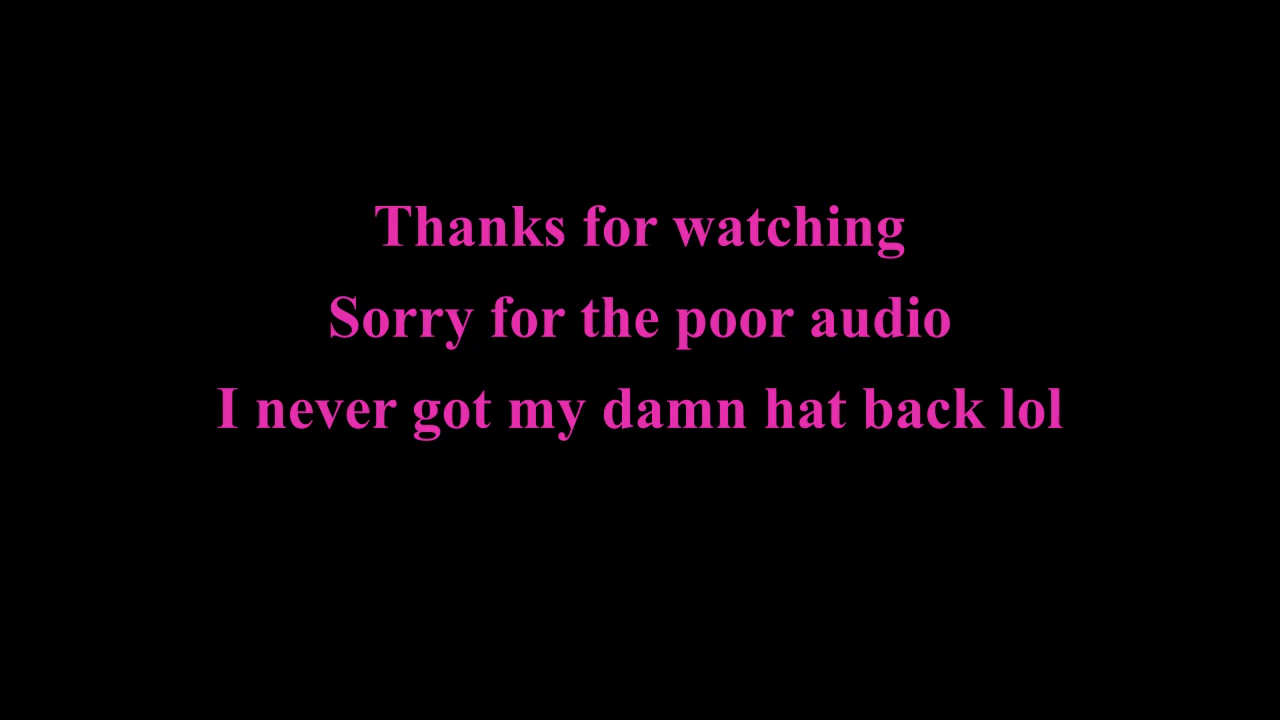 Thanks for watching
Sorry for the poor audio
I never got my damn hat back lol